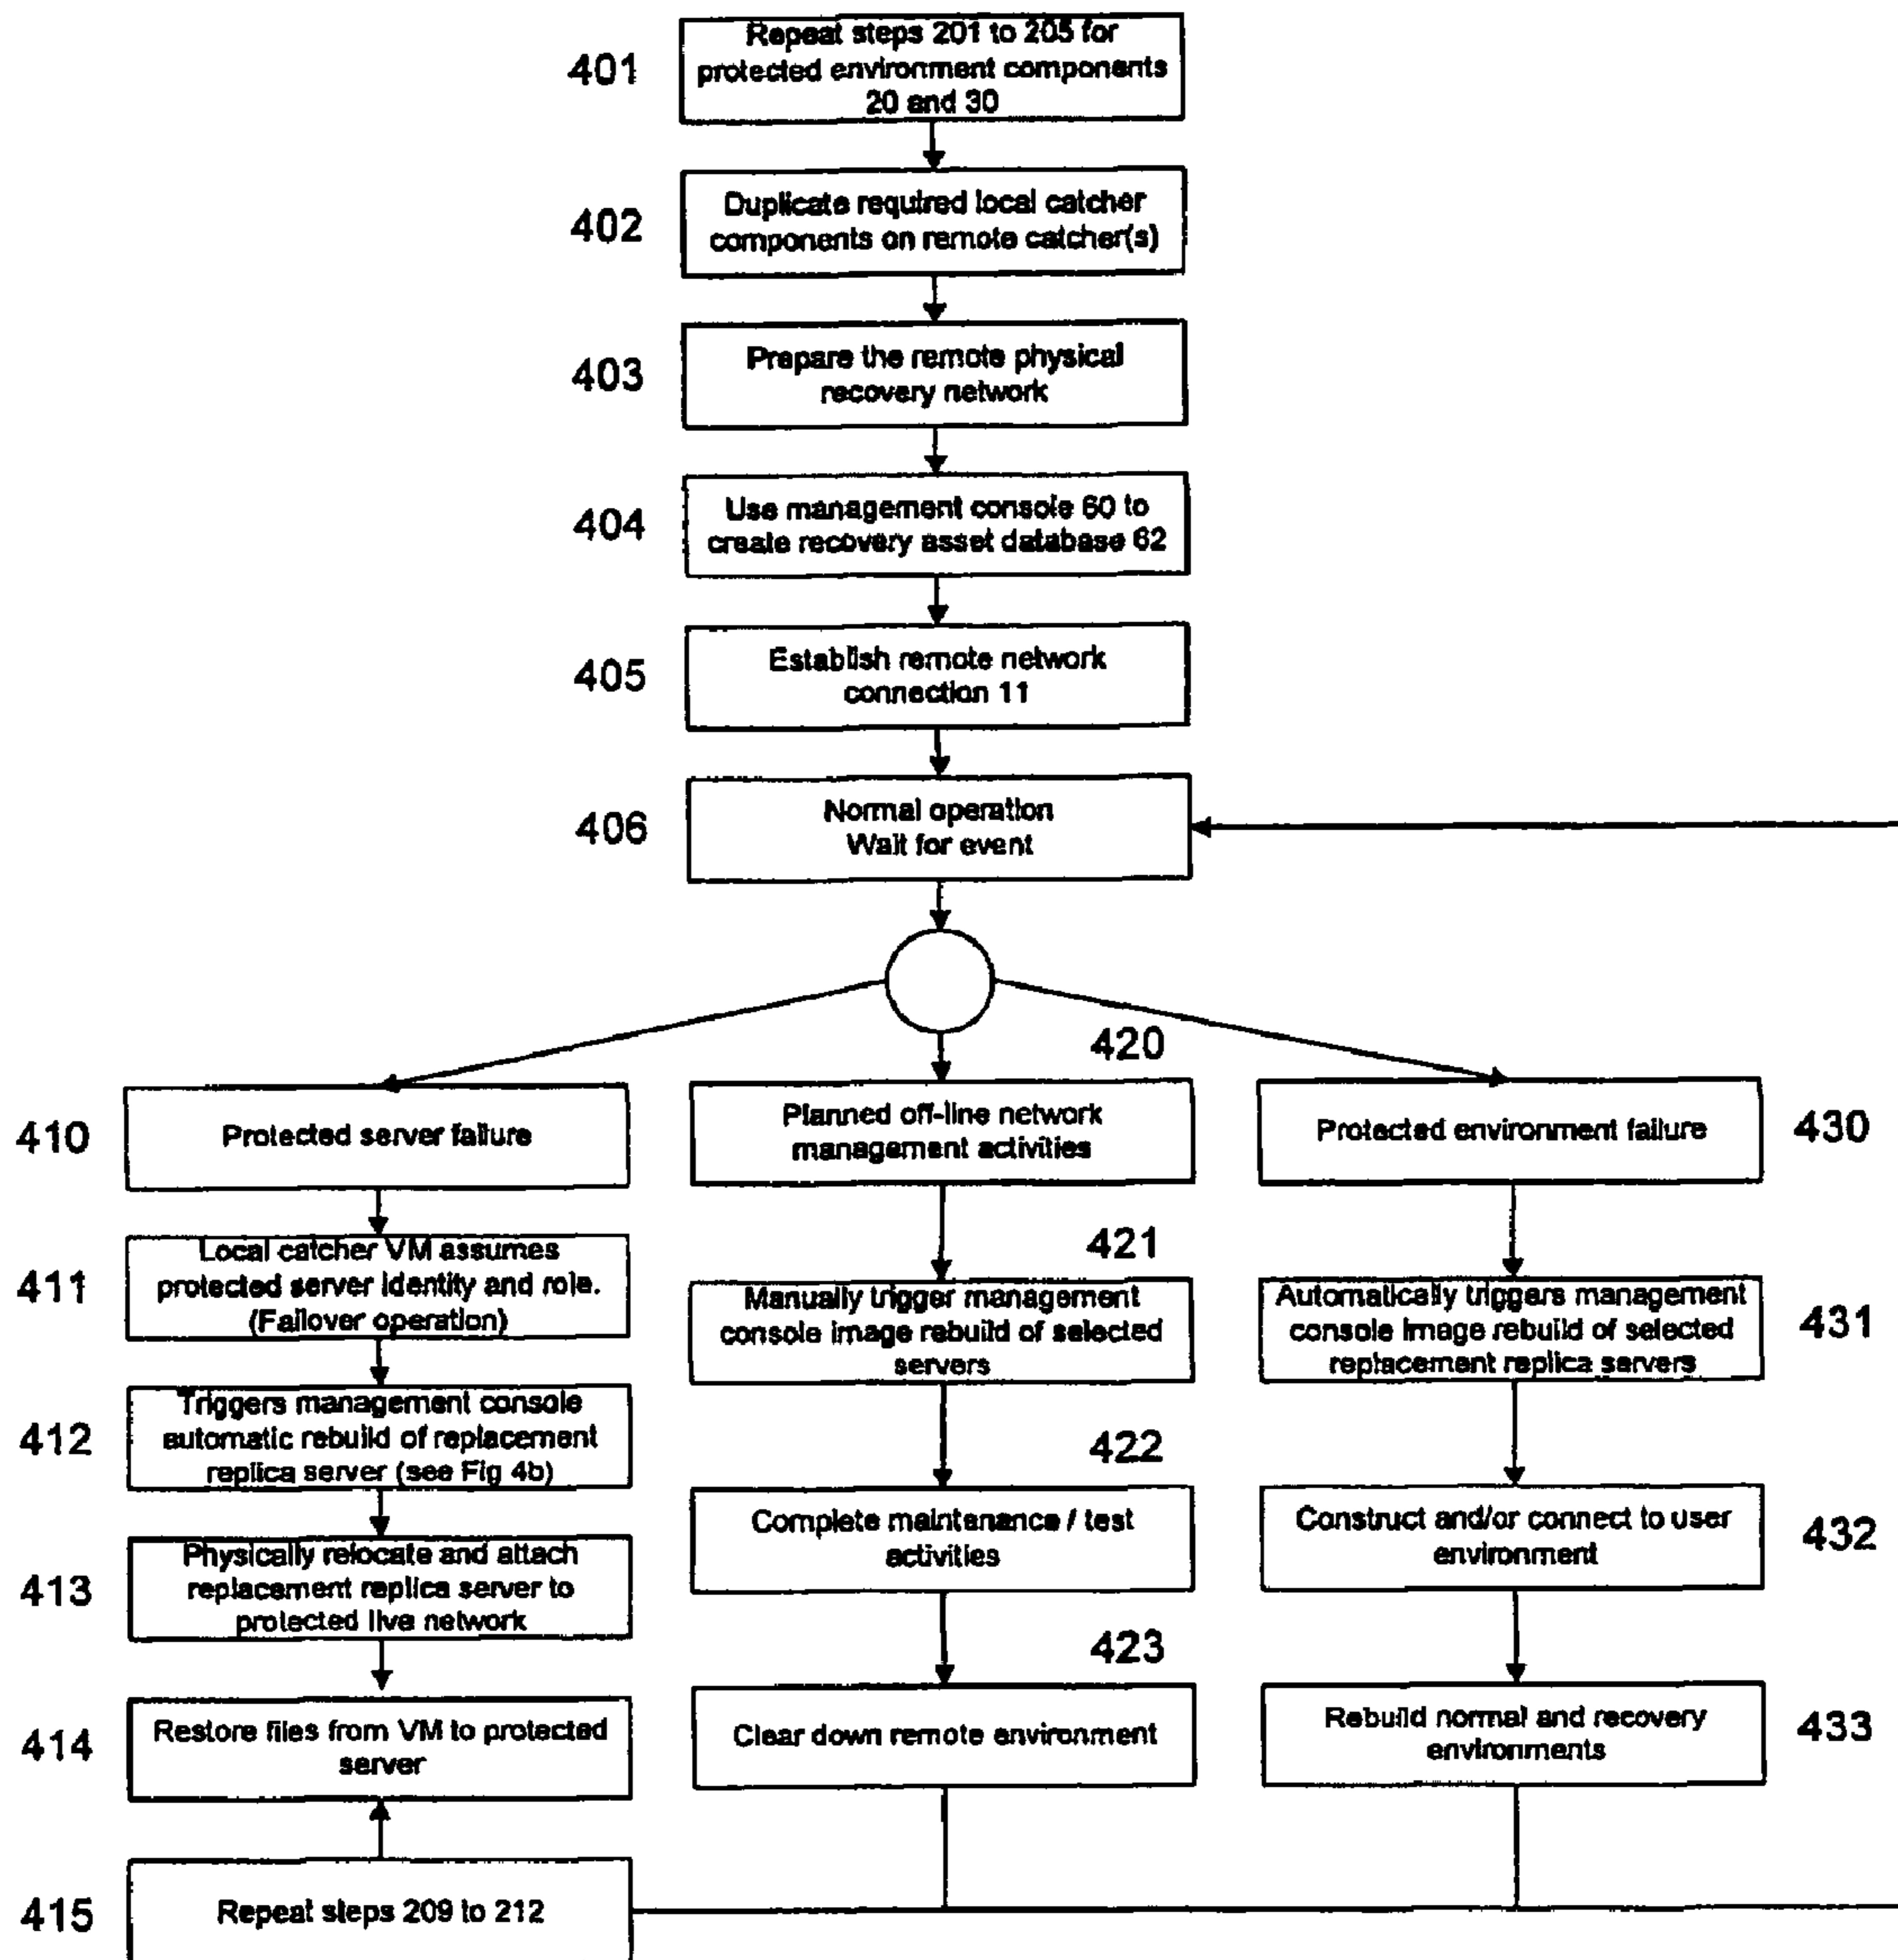 401
Repeat steps 201 to 205 for
protected environment components
20 and 30
402
Duplicate required local catcher
components on remote catcher(s)
403
Prepare the remote physical
recovery network
404
Use management console 60 to
create recovery asset database 62
405
Establish remote network
connection 11
406
Normal operation
Wait for event
410
Protected server failure
411
Local catcher VM assumes
protected server identity and role.
(Failover operation)
412
Triggers management console
automatic rebuild of replacement
replica server (see Fig 4b)
413
Physically relocate and attach
replacement replica server to
protected live network
414
Restore files from VM to protected
server
415
Repeat steps 209 to 212
420
Planned off-line network
management activities
421
Manually trigger management
console image rebuild of selected
servers
422
Complete maintenance / test
activities
423
Clear down remote environment
430
Protected environment failure
431
Automatically triggers management
console image rebuild of selected
replacement replica servers
432
Construct and/or connect to user
environment
433
Rebuild normal and recovery
environments